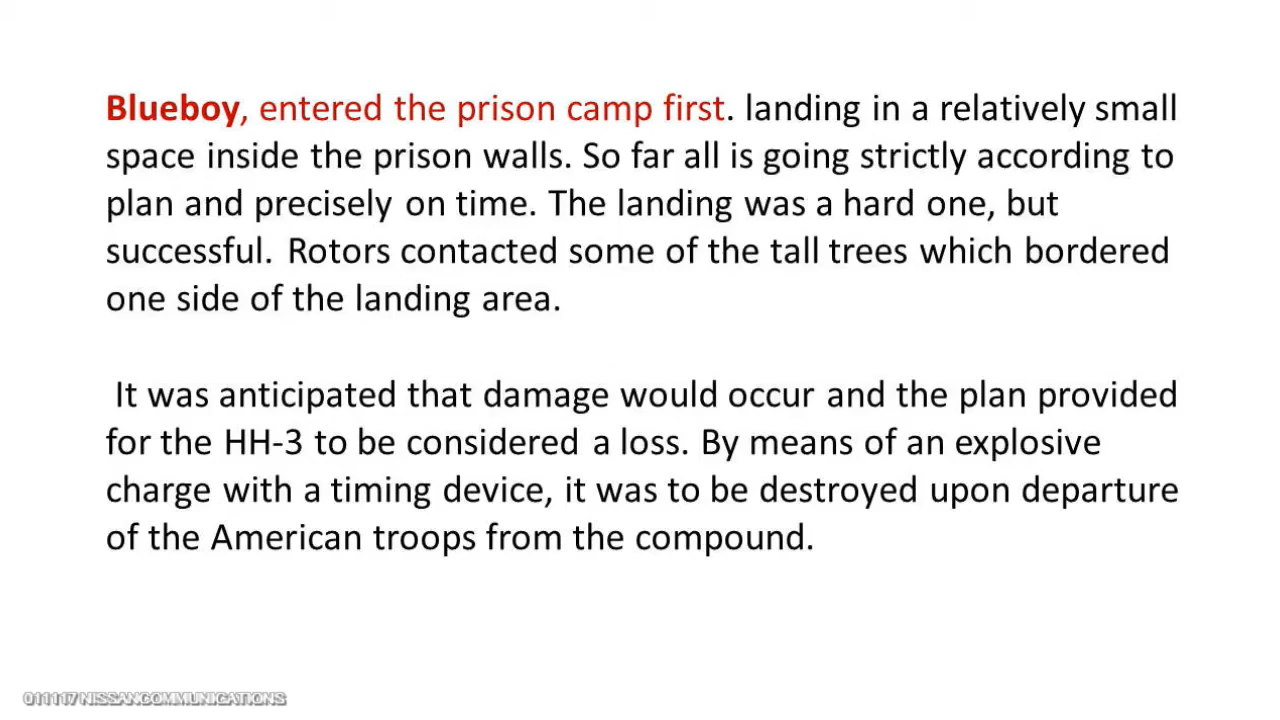 Blueboy, entered the prison camp first. landing in a relatively small
space inside the prison walls. So far all is going strictly according to
plan and precisely on time. The landing was a hard one, but
successful. Rotors contacted some of the tall trees which bordered
one side of the landing area.
It was anticipated that damage would occur and the plan provided
for the HH-3 to be considered a loss. By means of an explosive
charge with a timing device, it was to be destroyed upon departure
of the American troops from the compound.
011117 NISSANCOMMUNICATIONS